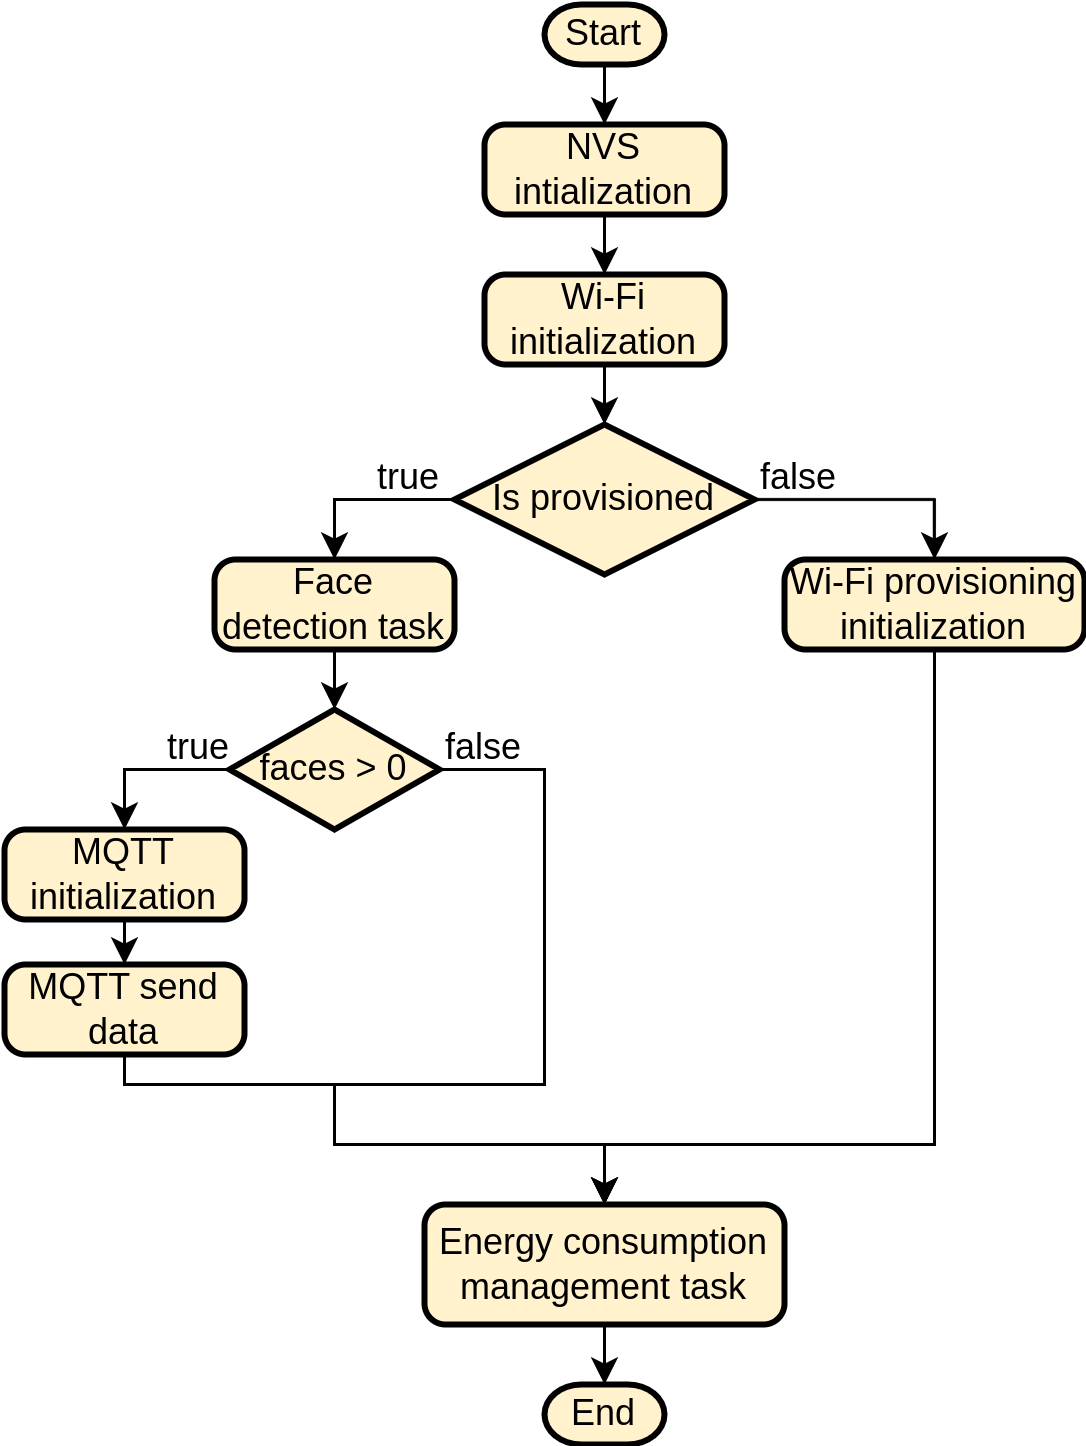 Start
NVS
intialization
Wi-Fi
initialization
Is provisioned
true
false
Face
detection task
Wi-Fi provisioning
initialization
faces > 0
true
false
MQTT
initialization
MQTT send
data
Energy consumption
management task
End